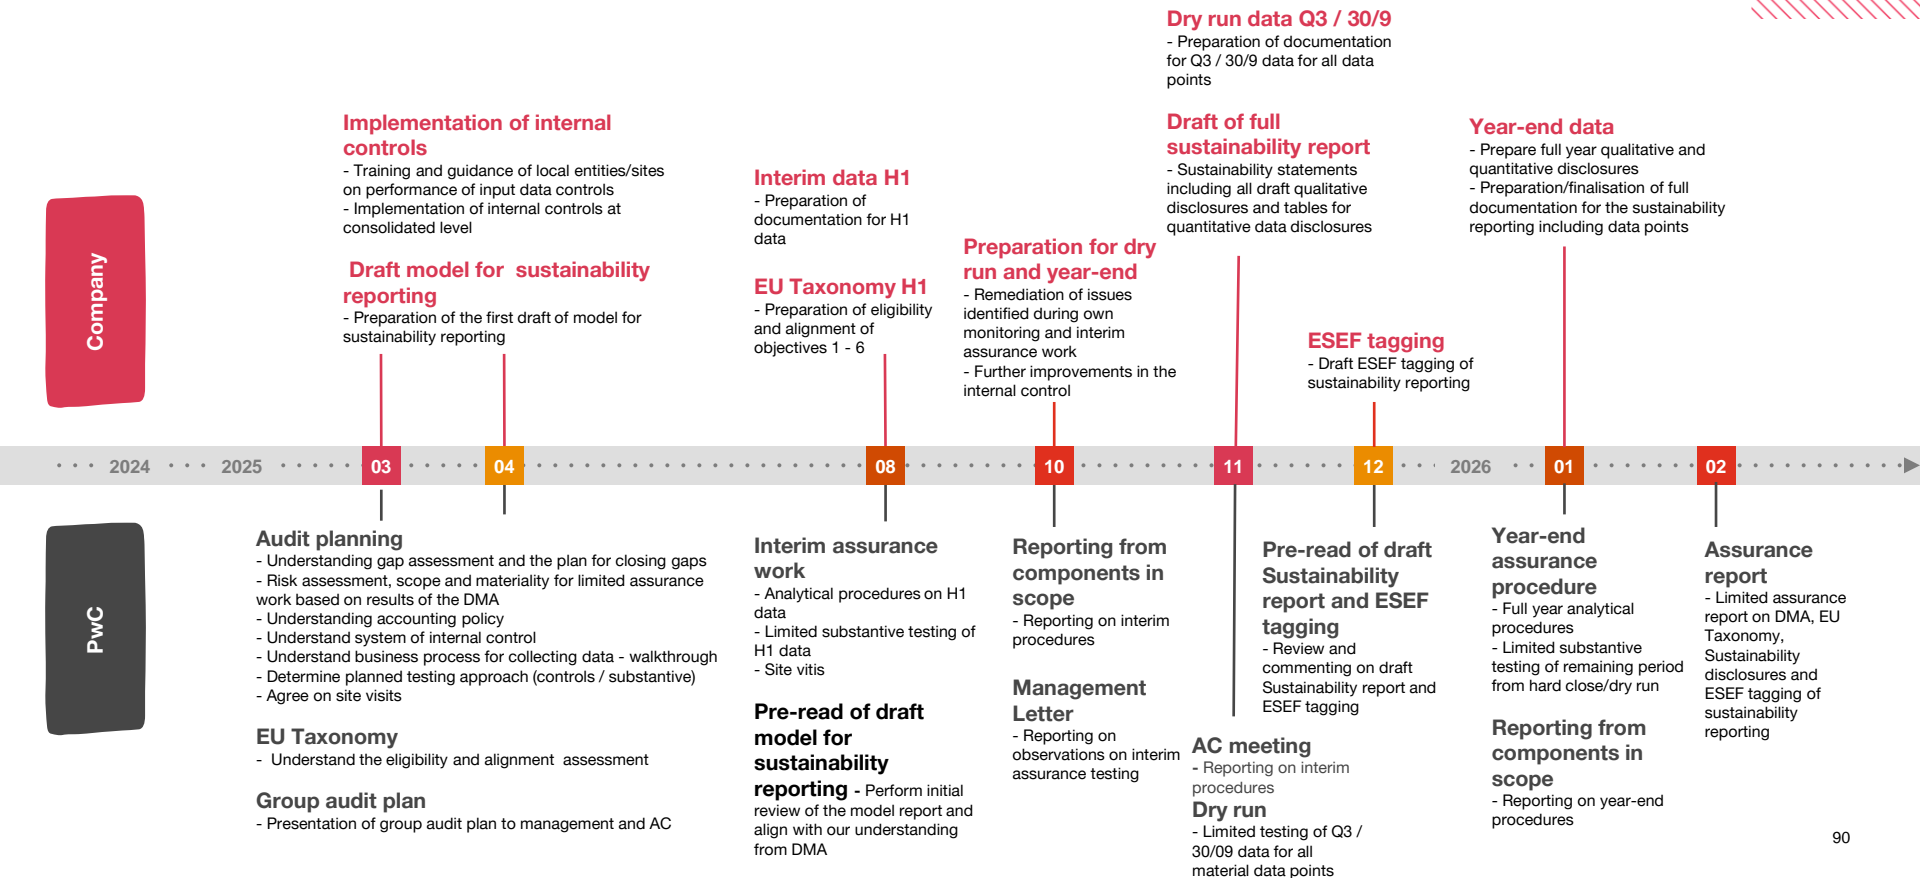 Dry run data Q3 / 30/9
- Preparation of documentation
for Q3 / 30/9 data for all data
points
Implementation of internal
controls
- Training and guidance of local entities/sites
on performance of input data controls
- Implementation of internal controls at
consolidated level
Draft model for sustainability
reporting
- Preparation of the first draft of model for
sustainability reporting
Interim data H1
- Preparation of
documentation for H1
data
EU Taxonomy H1
- Preparation of eligibility
and alignment of
objectives 1 - 6
Preparation for dry
run and year-end
- Remediation of issues
identified during own
monitoring and interim
assurance work
- Further improvements in the
internal control
Draft of full
sustainability report
- Sustainability statements
including all draft qualitative
disclosures and tables for
quantitative data disclosures
ESEF tagging
- Draft ESEF tagging of
sustainability reporting
Year-end data
- Prepare full year qualitative and
quantitative disclosures
- Preparation/finalisation of full
documentation for the sustainability
reporting including data points
Company
2024 2025 03 04 08 10 11 12 2026 01 02
PwC
Audit planning
- Understanding gap assessment and the plan for closing gaps
- Risk assessment, scope and materiality for limited assurance
work based on results of the DMA
- Understanding accounting policy
- Understand system of internal control
- Understand business process for collecting data - walkthrough
- Determine planned testing approach (controls / substantive)
- Agree on site visits
EU Taxonomy
- Understand the eligibility and alignment assessment
Group audit plan
- Presentation of group audit plan to management and AC
Interim assurance
work
- Analytical procedures on H1
data
- Limited substantive testing of
H1 data
- Site vitis
Pre-read of draft
model for
sustainability
reporting - Perform initial
review of the model report and
align with our understanding
from DMA
Reporting from
components in
scope
- Reporting on interim
procedures
Management
Letter
- Reporting on
observations on interim
assurance testing
AC meeting
- Reporting on interim
procedures
Dry run
- Limited testing of Q3 /
30/09 data for all
material data points
Pre-read of draft
Sustainability
report and ESEF
tagging
- Review and
commenting on draft
Sustainability report and
ESEF tagging
Year-end
assurance
procedure
- Full year analytical
procedures
- Limited substantive
testing of remaining period
from hard close/dry run
Reporting from
components in
scope
- Reporting on year-end
procedures
Assurance
report
- Limited assurance
report on DMA, EU
Taxonomy,
Sustainability
disclosures and
ESEF tagging of
sustainability
reporting
90